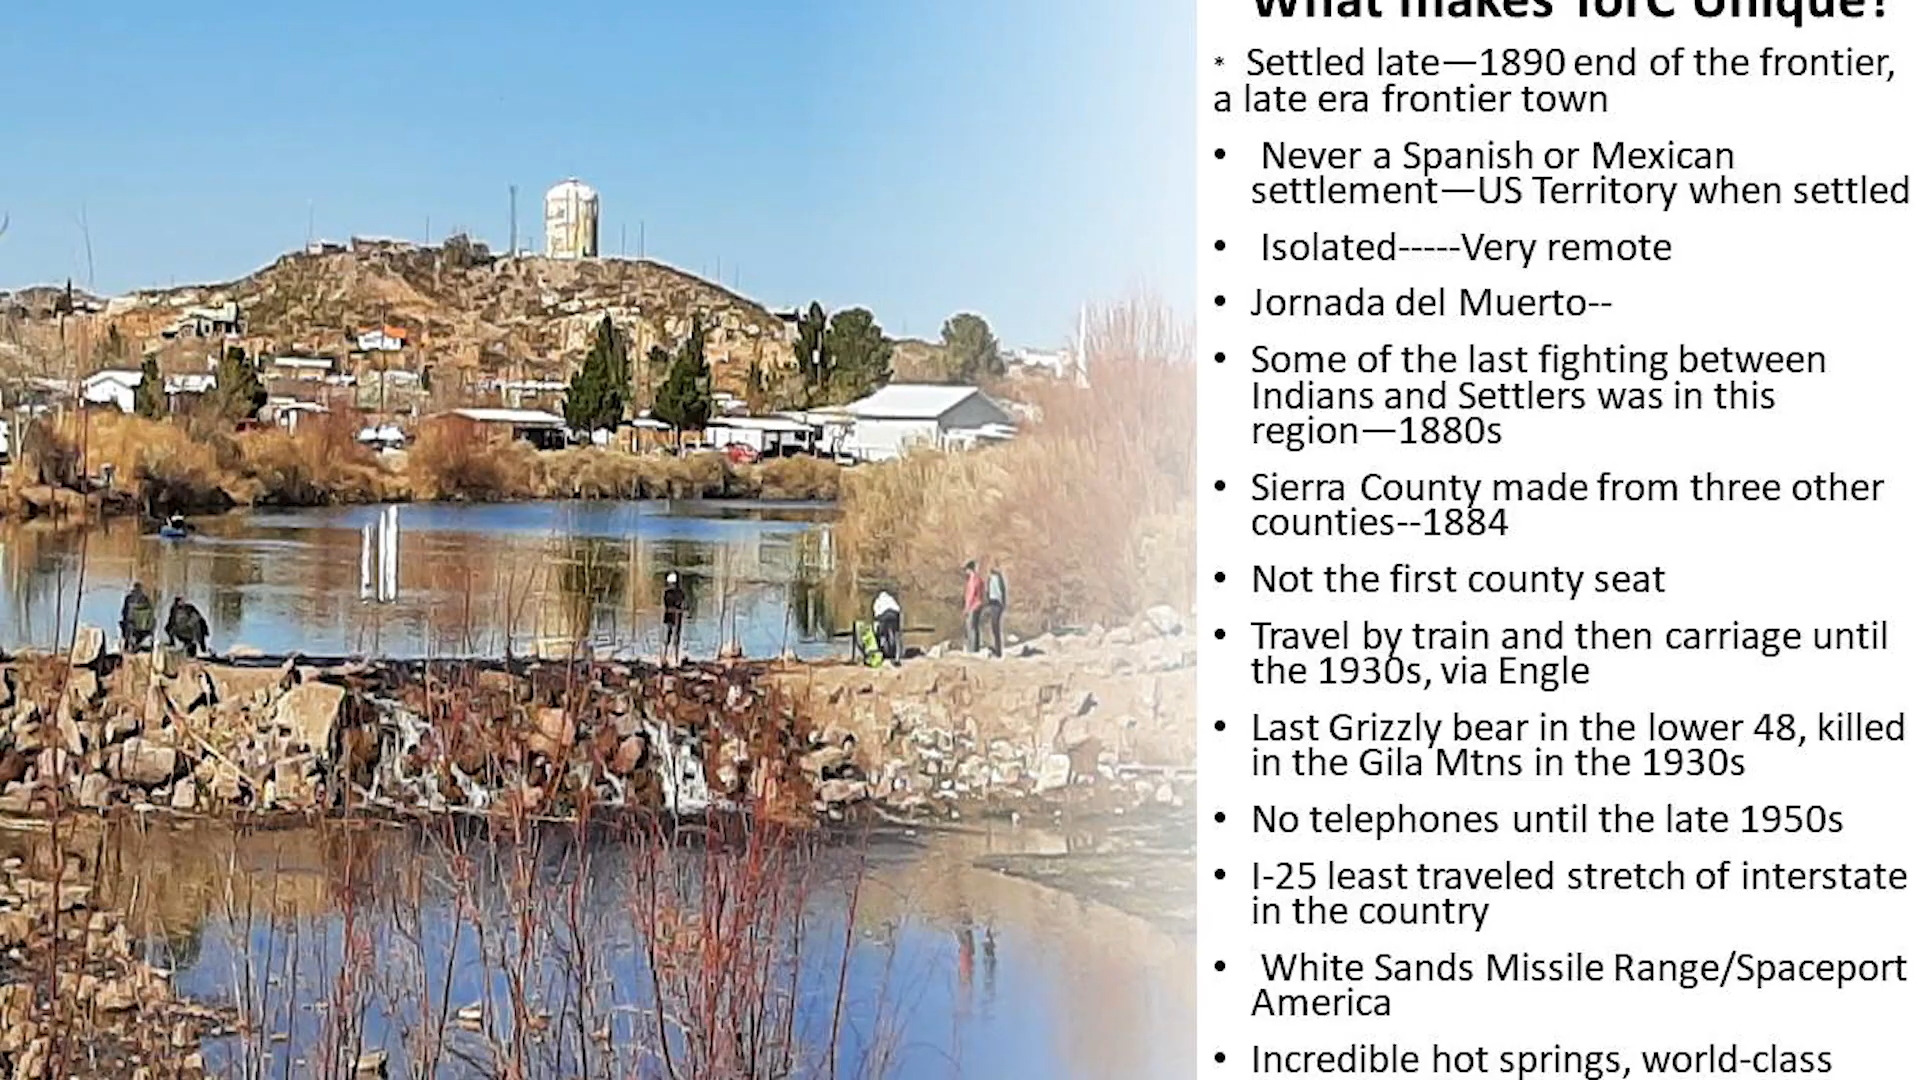 What makes TorC Unique?
* Settled late—1890 end of the frontier,
a late era frontier town
• Never a Spanish or Mexican
settlement—US Territory when settled
• Isolated-----Very remote
• Jornada del Muerto--
• Some of the last fighting between
Indians and Settlers was in this
region—1880s
• Sierra County made from three other
counties--1884
• Not the first county seat
• Travel by train and then carriage until
the 1930s, via Engle
• Last Grizzly bear in the lower 48, killed
in the Gila Mtns in the 1930s
• No telephones until the late 1950s
• I-25 least traveled stretch of interstate
in the country
• White Sands Missile Range/Spaceport
America
• Incredible hot springs, world-class